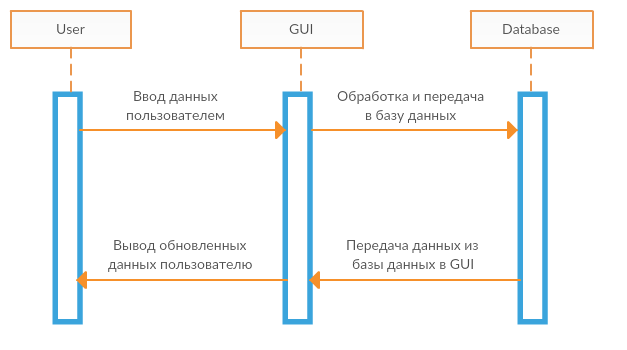 User
GUI
Database
Ввод данных
пользователем
Обработка и передача
в базу данных
Вывод обновленных
данных пользователю
Передача данных из
базы данных в GUI